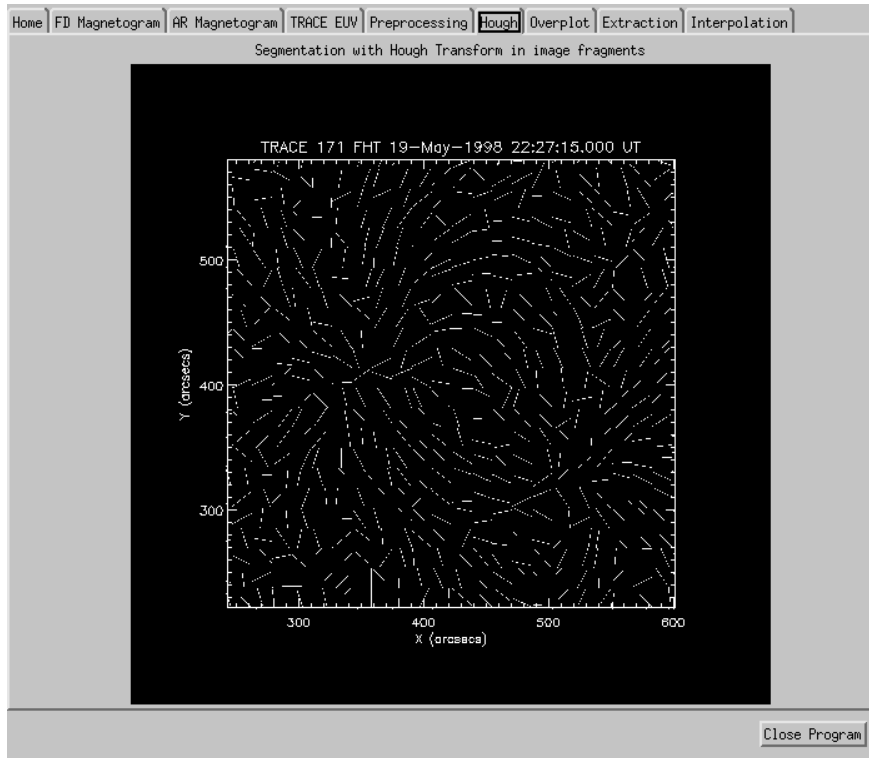 Home FD Magnetogram AR Magnetogram TRACE EUV Preprocessing Hough Overplot Extraction Interpolation
Segmentation with Hough Transform in image fragments
TRACE 171 FHT 19-May-1998 22:27:15.000 UT
500
400
300
Y (arcsecs)
300 400 500 600
X (arcsecs)
Close Program